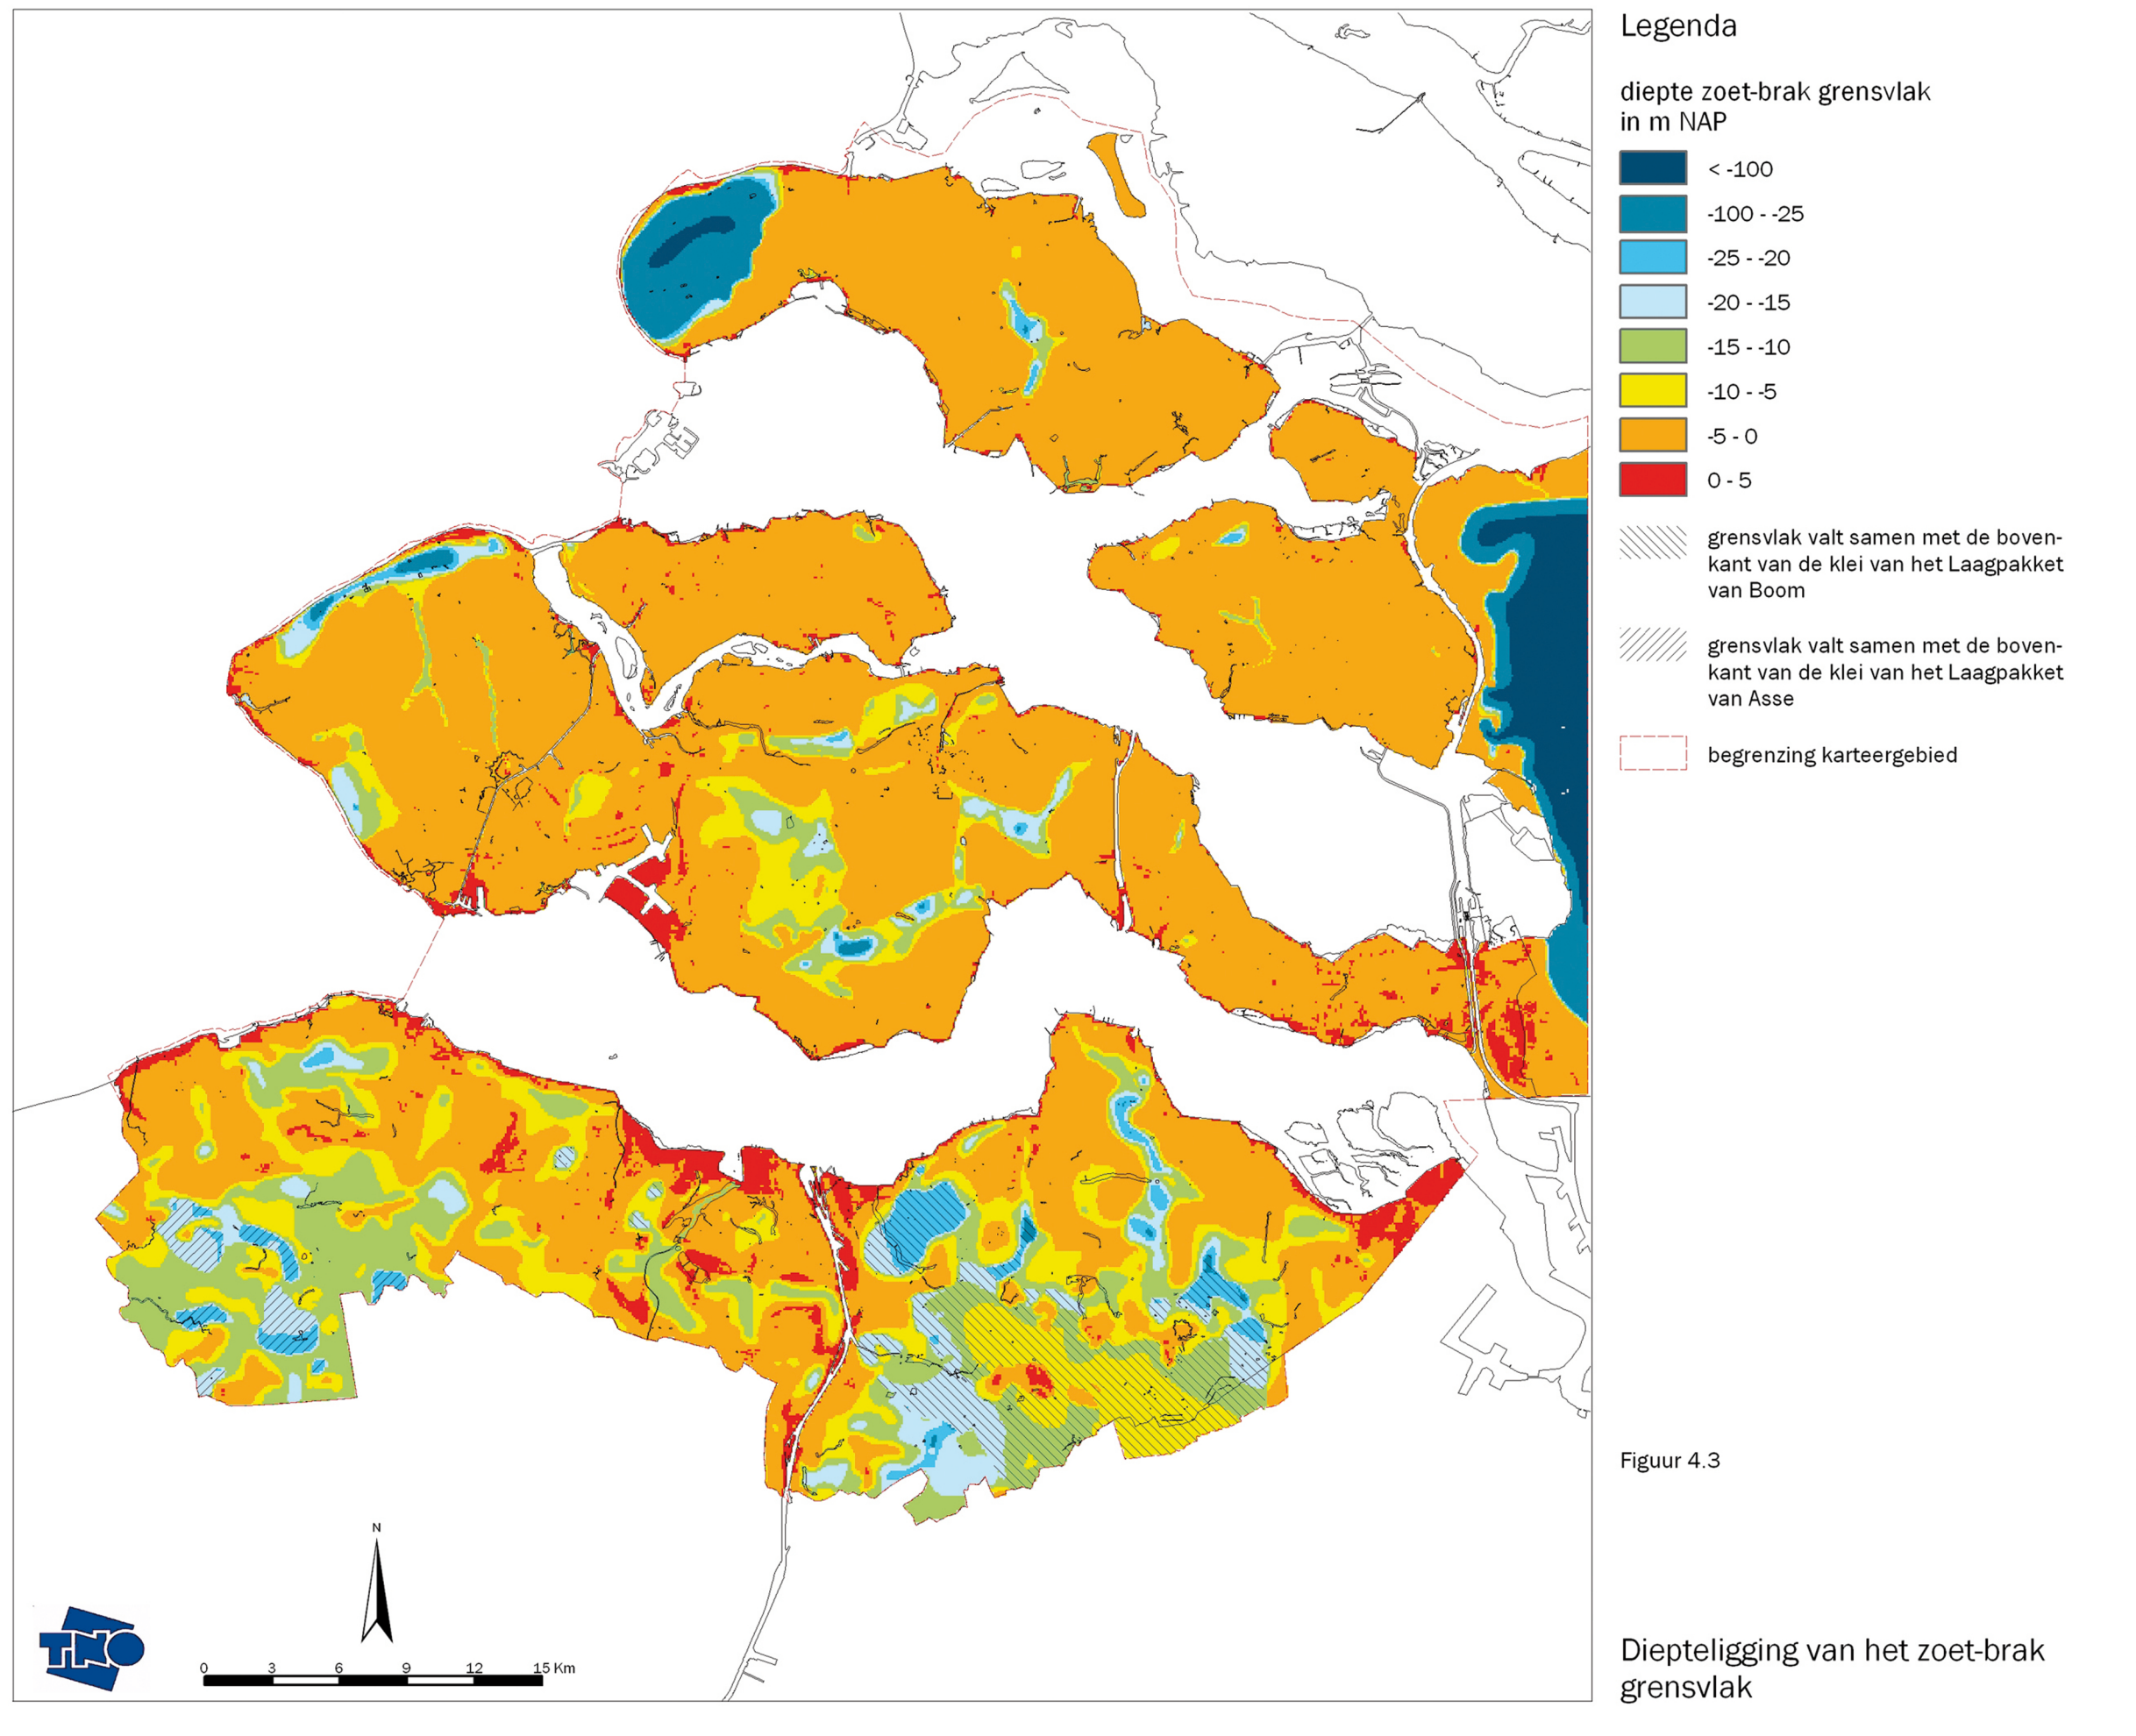 Legenda
diepte zoet-brak grensvlak
in m NAP
< -100
-100 - -25
-25 - -20
-20 - -15
-15 - -10
-10 - -5
-5 - 0
0 - 5
grensvlak valt samen met de boven-
kant van de klei van het Laagpakket
van Boom
grensvlak valt samen met de boven-
kant van de klei van het Laagpakket
van Asse
begrenzing karteergebied
Figuur 4.3
N
TNO
0 3 6 9 12 15 Km
Diepteligging van het zoet-brak
grensvlak